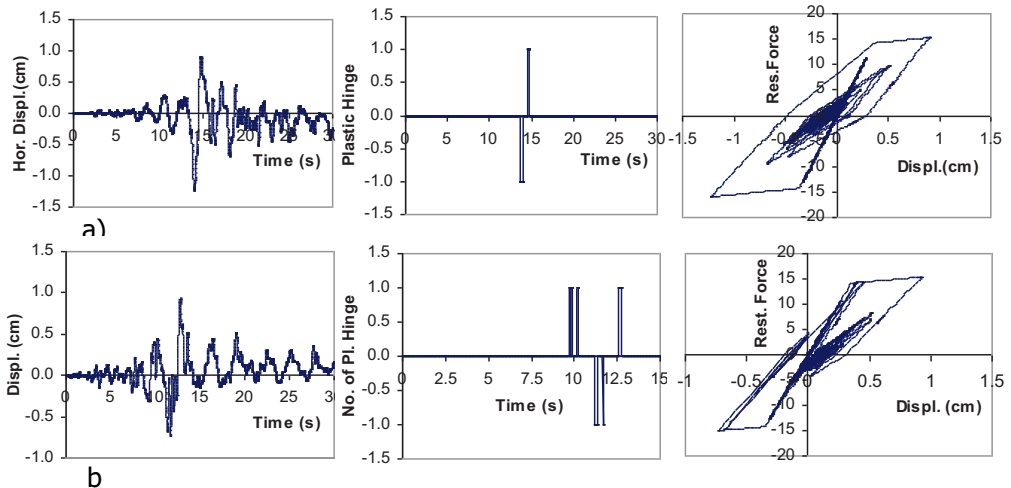 1.5
1.0
0.5
0.0
-0.5
-1.0
-1.5
Hor. Displ.(cm)
0 5 10 15 20 25 30
Time (s)
1.5
1.0
0.5
0.0
-0.5
-1.0
-1.5
Plastic Hinge
0 5 10 15 20 25 30
Time (s)
20
15
10
5
0
-5
-10
-15
-20
Res.Force
-1.5 -1 -0.5 0 0.5 1 1.5
Displ.(cm)
a)
1.5
1.0
0.5
0.0
-0.5
-1.0
Displ. (cm)
0 5 10 15 20 25 30
Time (s)
1.5
1.0
0.5
0.0
-0.5
-1.0
-1.5
No. of Pl. Hinge
0 2.5 5 7.5 10 12.5 15
Time (s)
20
15
10
5
0
-5
-10
-15
-20
Rest. Force
-1 -0.5 0 0.5 1 1.5
Displ. (cm)
b